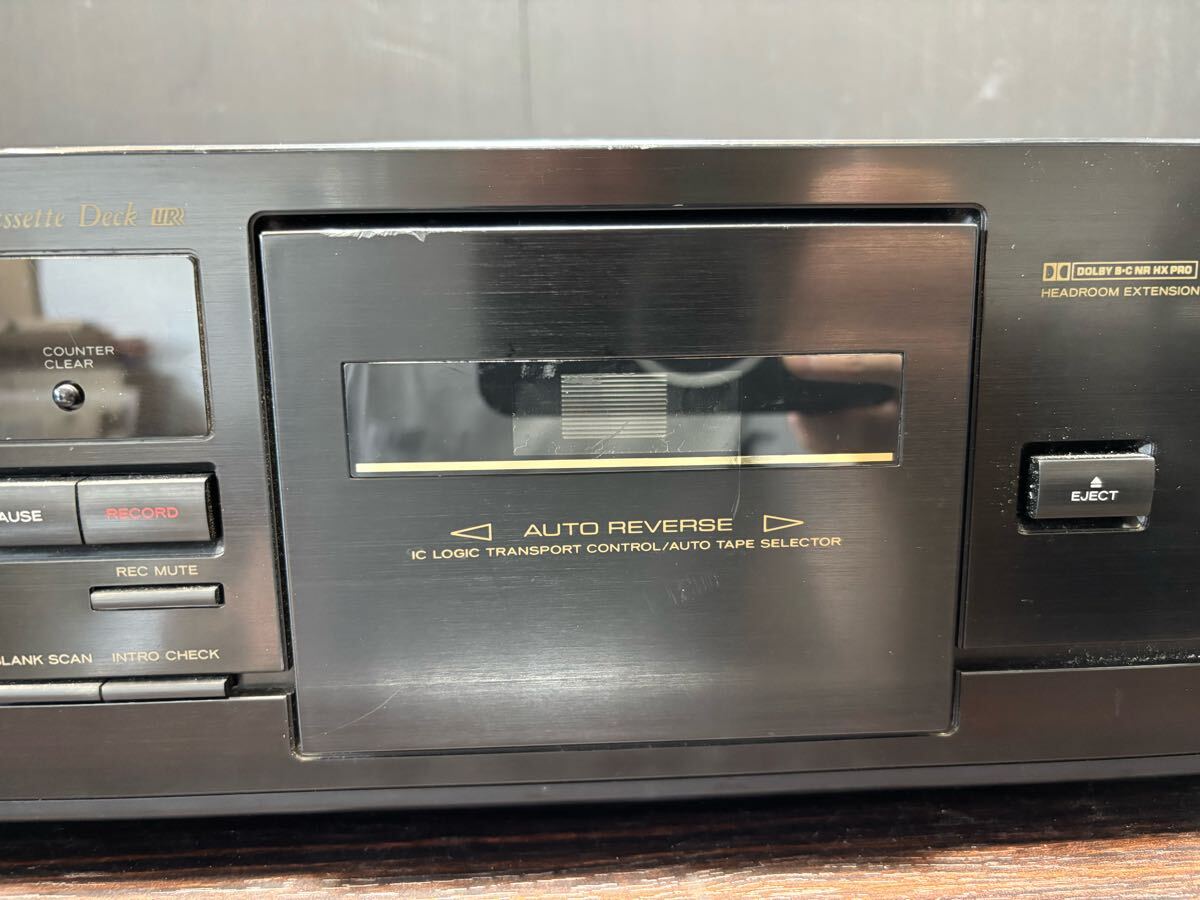 ssette Deck
COUNTER
CLEAR
AUSE
RECORD
REC MUTE
LANK SCAN
INTRO CHECK
AUTO REVERSE
IC LOGIC TRANSPORT CONTROL/AUTO TAPE SELECTOR
DOLBY B•C NR HX PRO
HEADROOM EXTENSION
EJECT